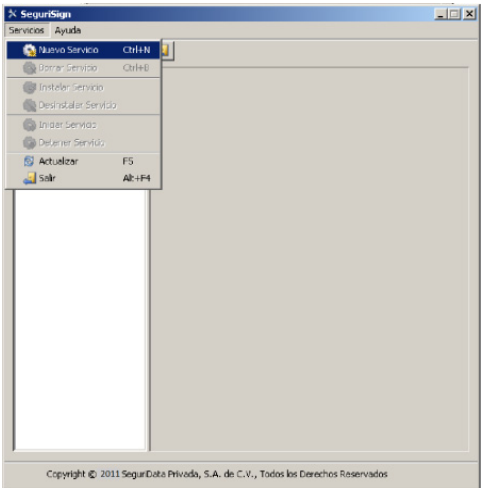 SeguriSign
Servicios Ayuda
Nuevo Servicio Ctrl+N
Borrar Servicio Ctrl+B
Instalar Servicio
Desinstalar Servicio
Iniciar Servicio
Detener Servicio
Actualizar F5
Salir Alt+F4
Copyright © 2011 SeguriData Privada, S.A. de C.V., Todos los Derechos Reservados